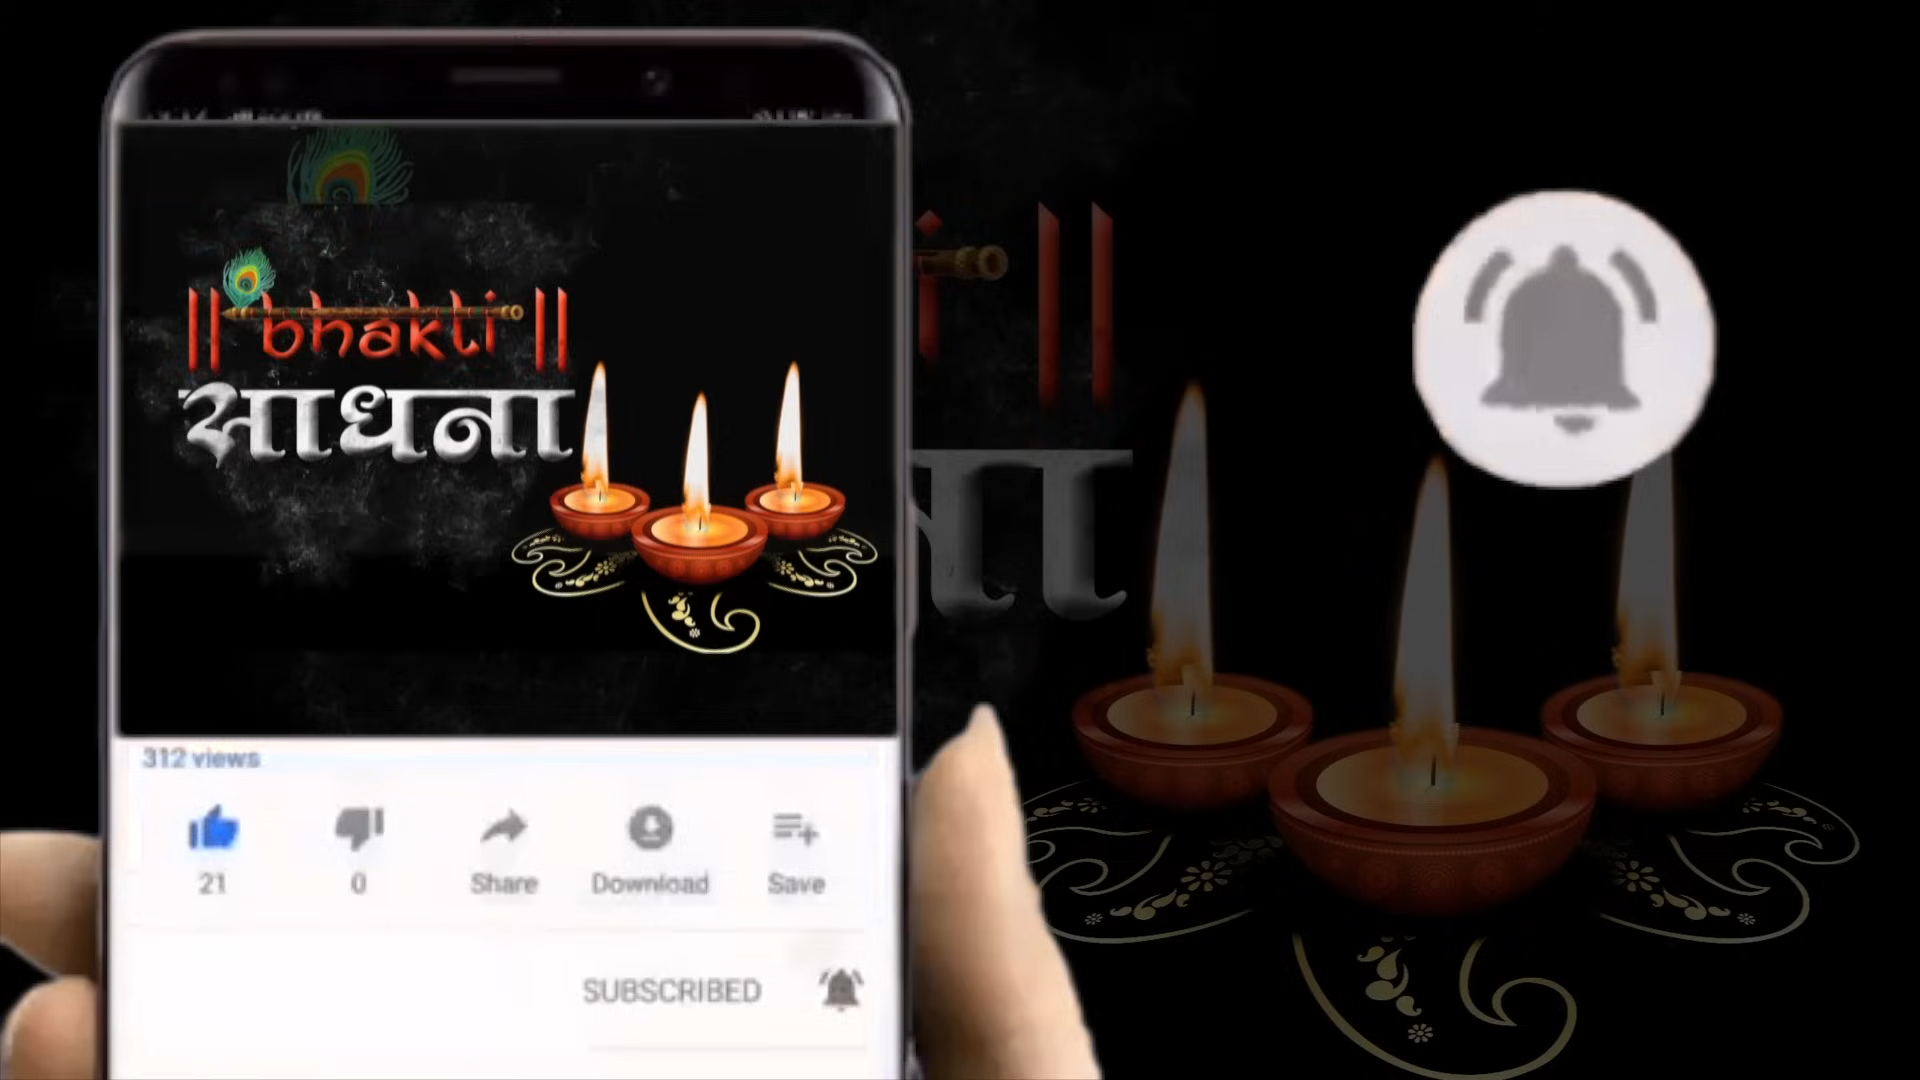 || bhakti ||
साधना
312 views
21
0
Share
Download
Save
SUBSCRIBED